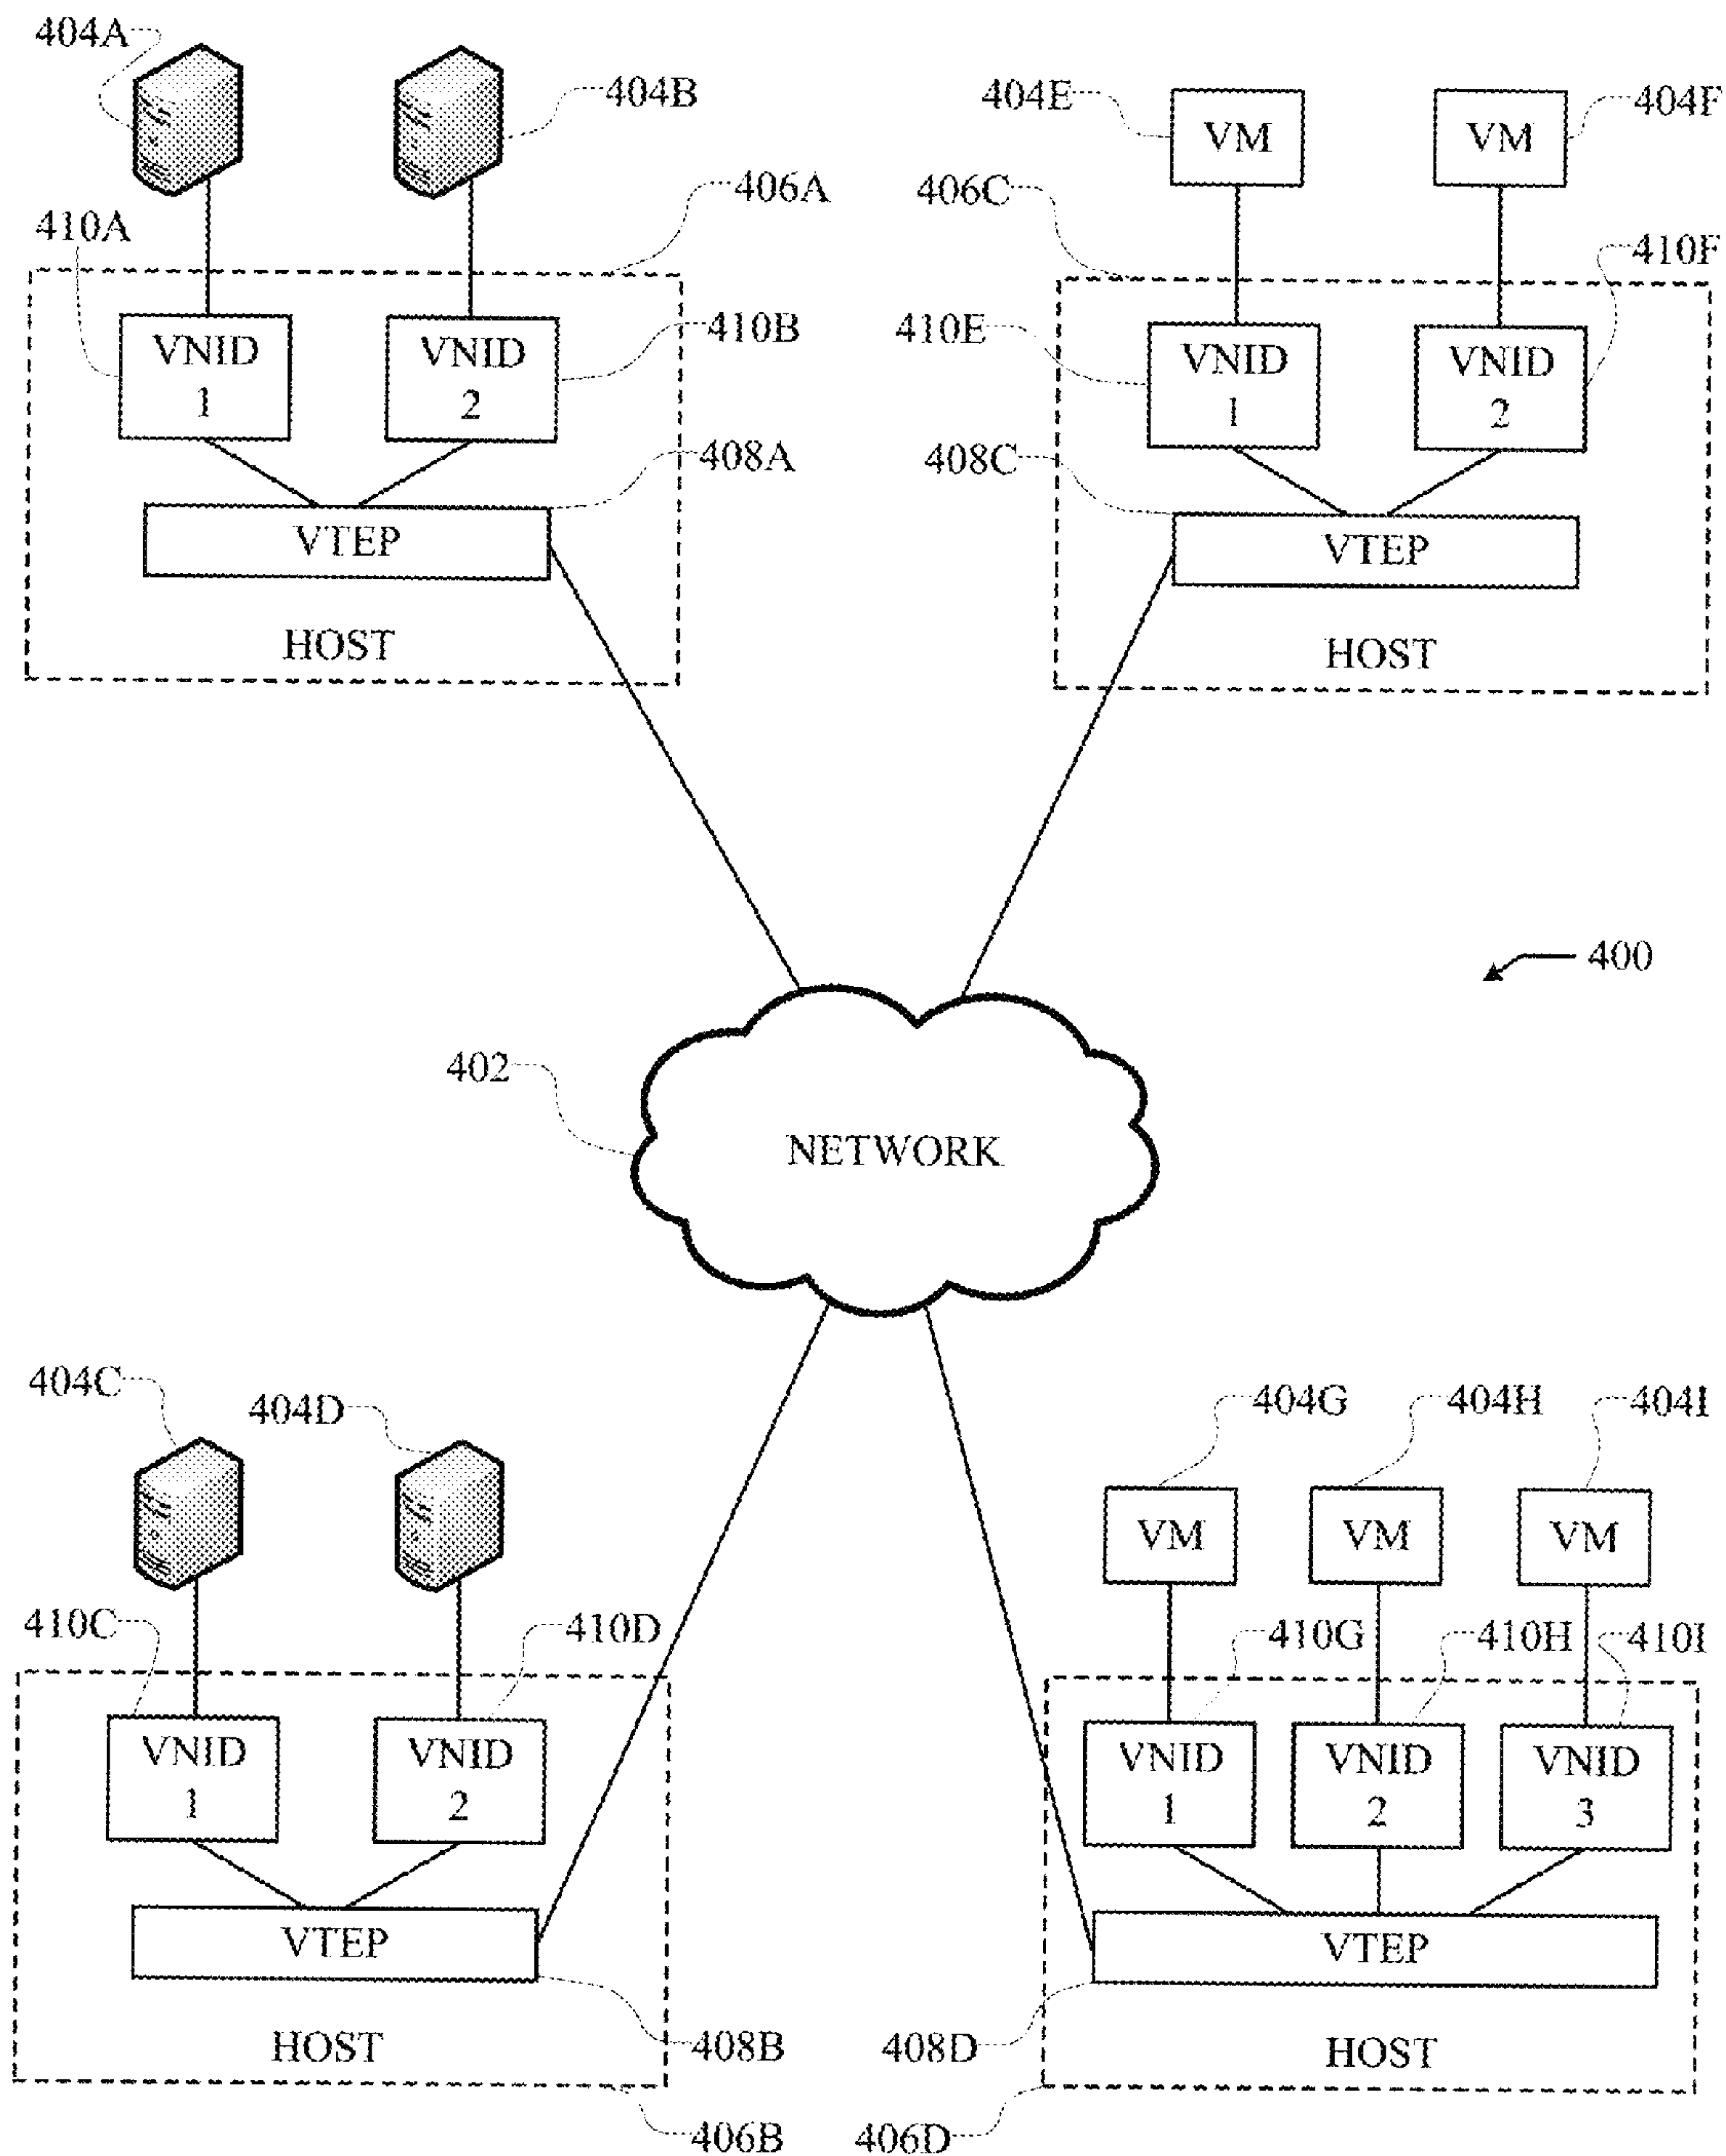 404A
404B
404E
VM
404F
VM
406A
406C
410A
410F
VNID
1
VNID
2
410B
410E
VNID
1
VNID
2
408A
408C
VTEP
VTEP
HOST
HOST
400
402
NETWORK
404C
404D
404G
404H
404I
VM
VM
VM
410C
410D
410G
410H
410I
VNID
1
VNID
2
VNID
1
VNID
2
VNID
3
VTEP
VTEP
HOST
408B
408D
HOST
406B
406D